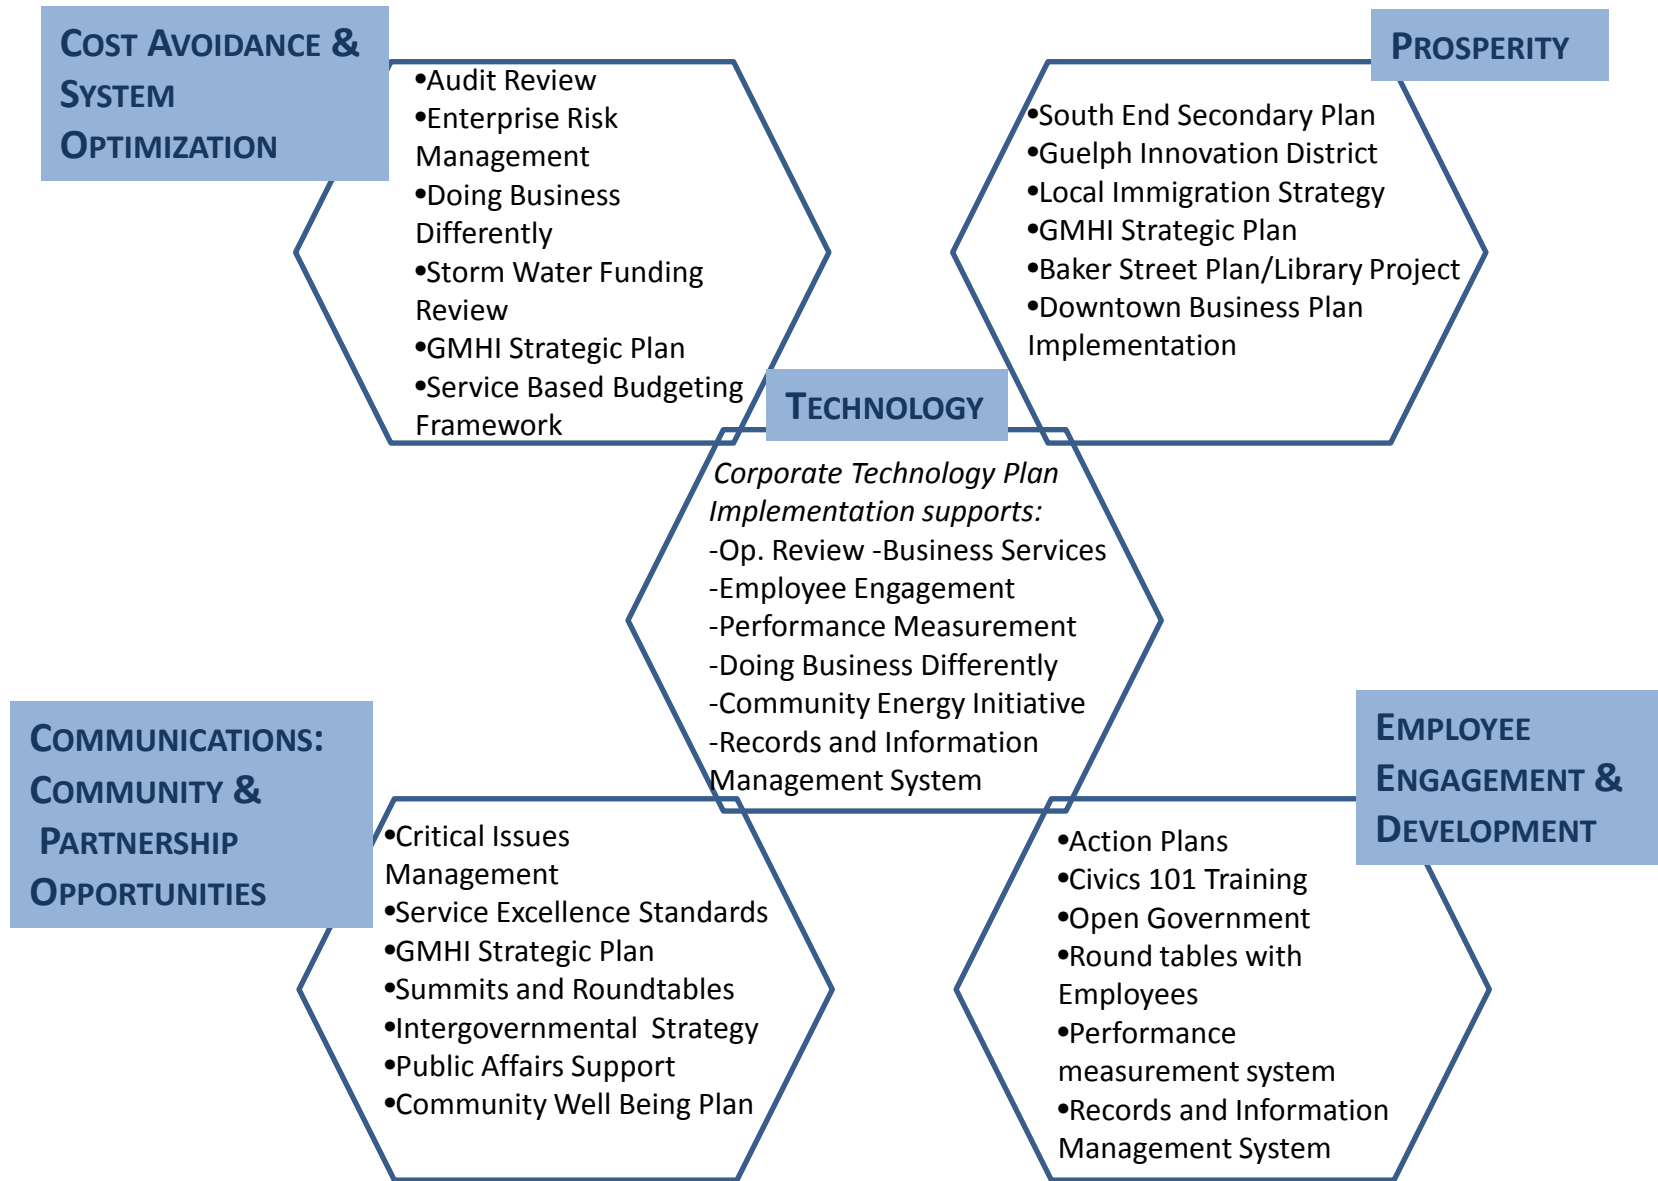 COST AVOIDANCE &
SYSTEM
OPTIMIZATION
•Audit Review
•Enterprise Risk
Management
•Doing Business
Differently
•Storm Water Funding
Review
•GMHI Strategic Plan
•Service Based Budgeting
Framework
PROSPERITY
•South End Secondary Plan
•Guelph Innovation District
•Local Immigration Strategy
•GMHI Strategic Plan
•Baker Street Plan/Library Project
•Downtown Business Plan
Implementation
TECHNOLOGY
Corporate Technology Plan
Implementation supports:
-Op. Review -Business Services
-Employee Engagement
-Performance Measurement
-Doing Business Differently
-Community Energy Initiative
-Records and Information
Management System
COMMUNICATIONS:
COMMUNITY &
PARTNERSHIP
OPPORTUNITIES
•Critical Issues
Management
•Service Excellence Standards
•GMHI Strategic Plan
•Summits and Roundtables
•Intergovernmental  Strategy
•Public Affairs Support
•Community Well Being Plan
EMPLOYEE
ENGAGEMENT &
DEVELOPMENT
•Action Plans
•Civics 101 Training
•Open Government
•Round tables with
Employees
•Performance
measurement system
•Records and Information
Management System